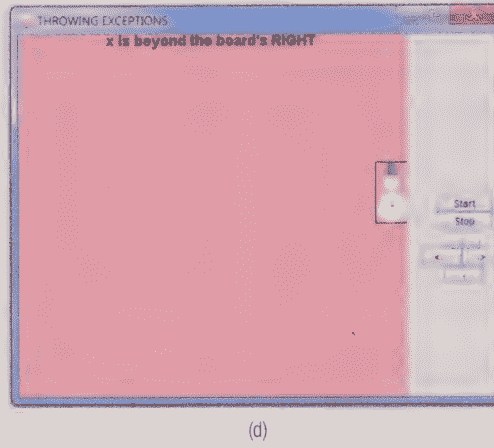 THROWING EXCEPTIONS
x is beyond the board's RIGHT
Start
Stop
(d)